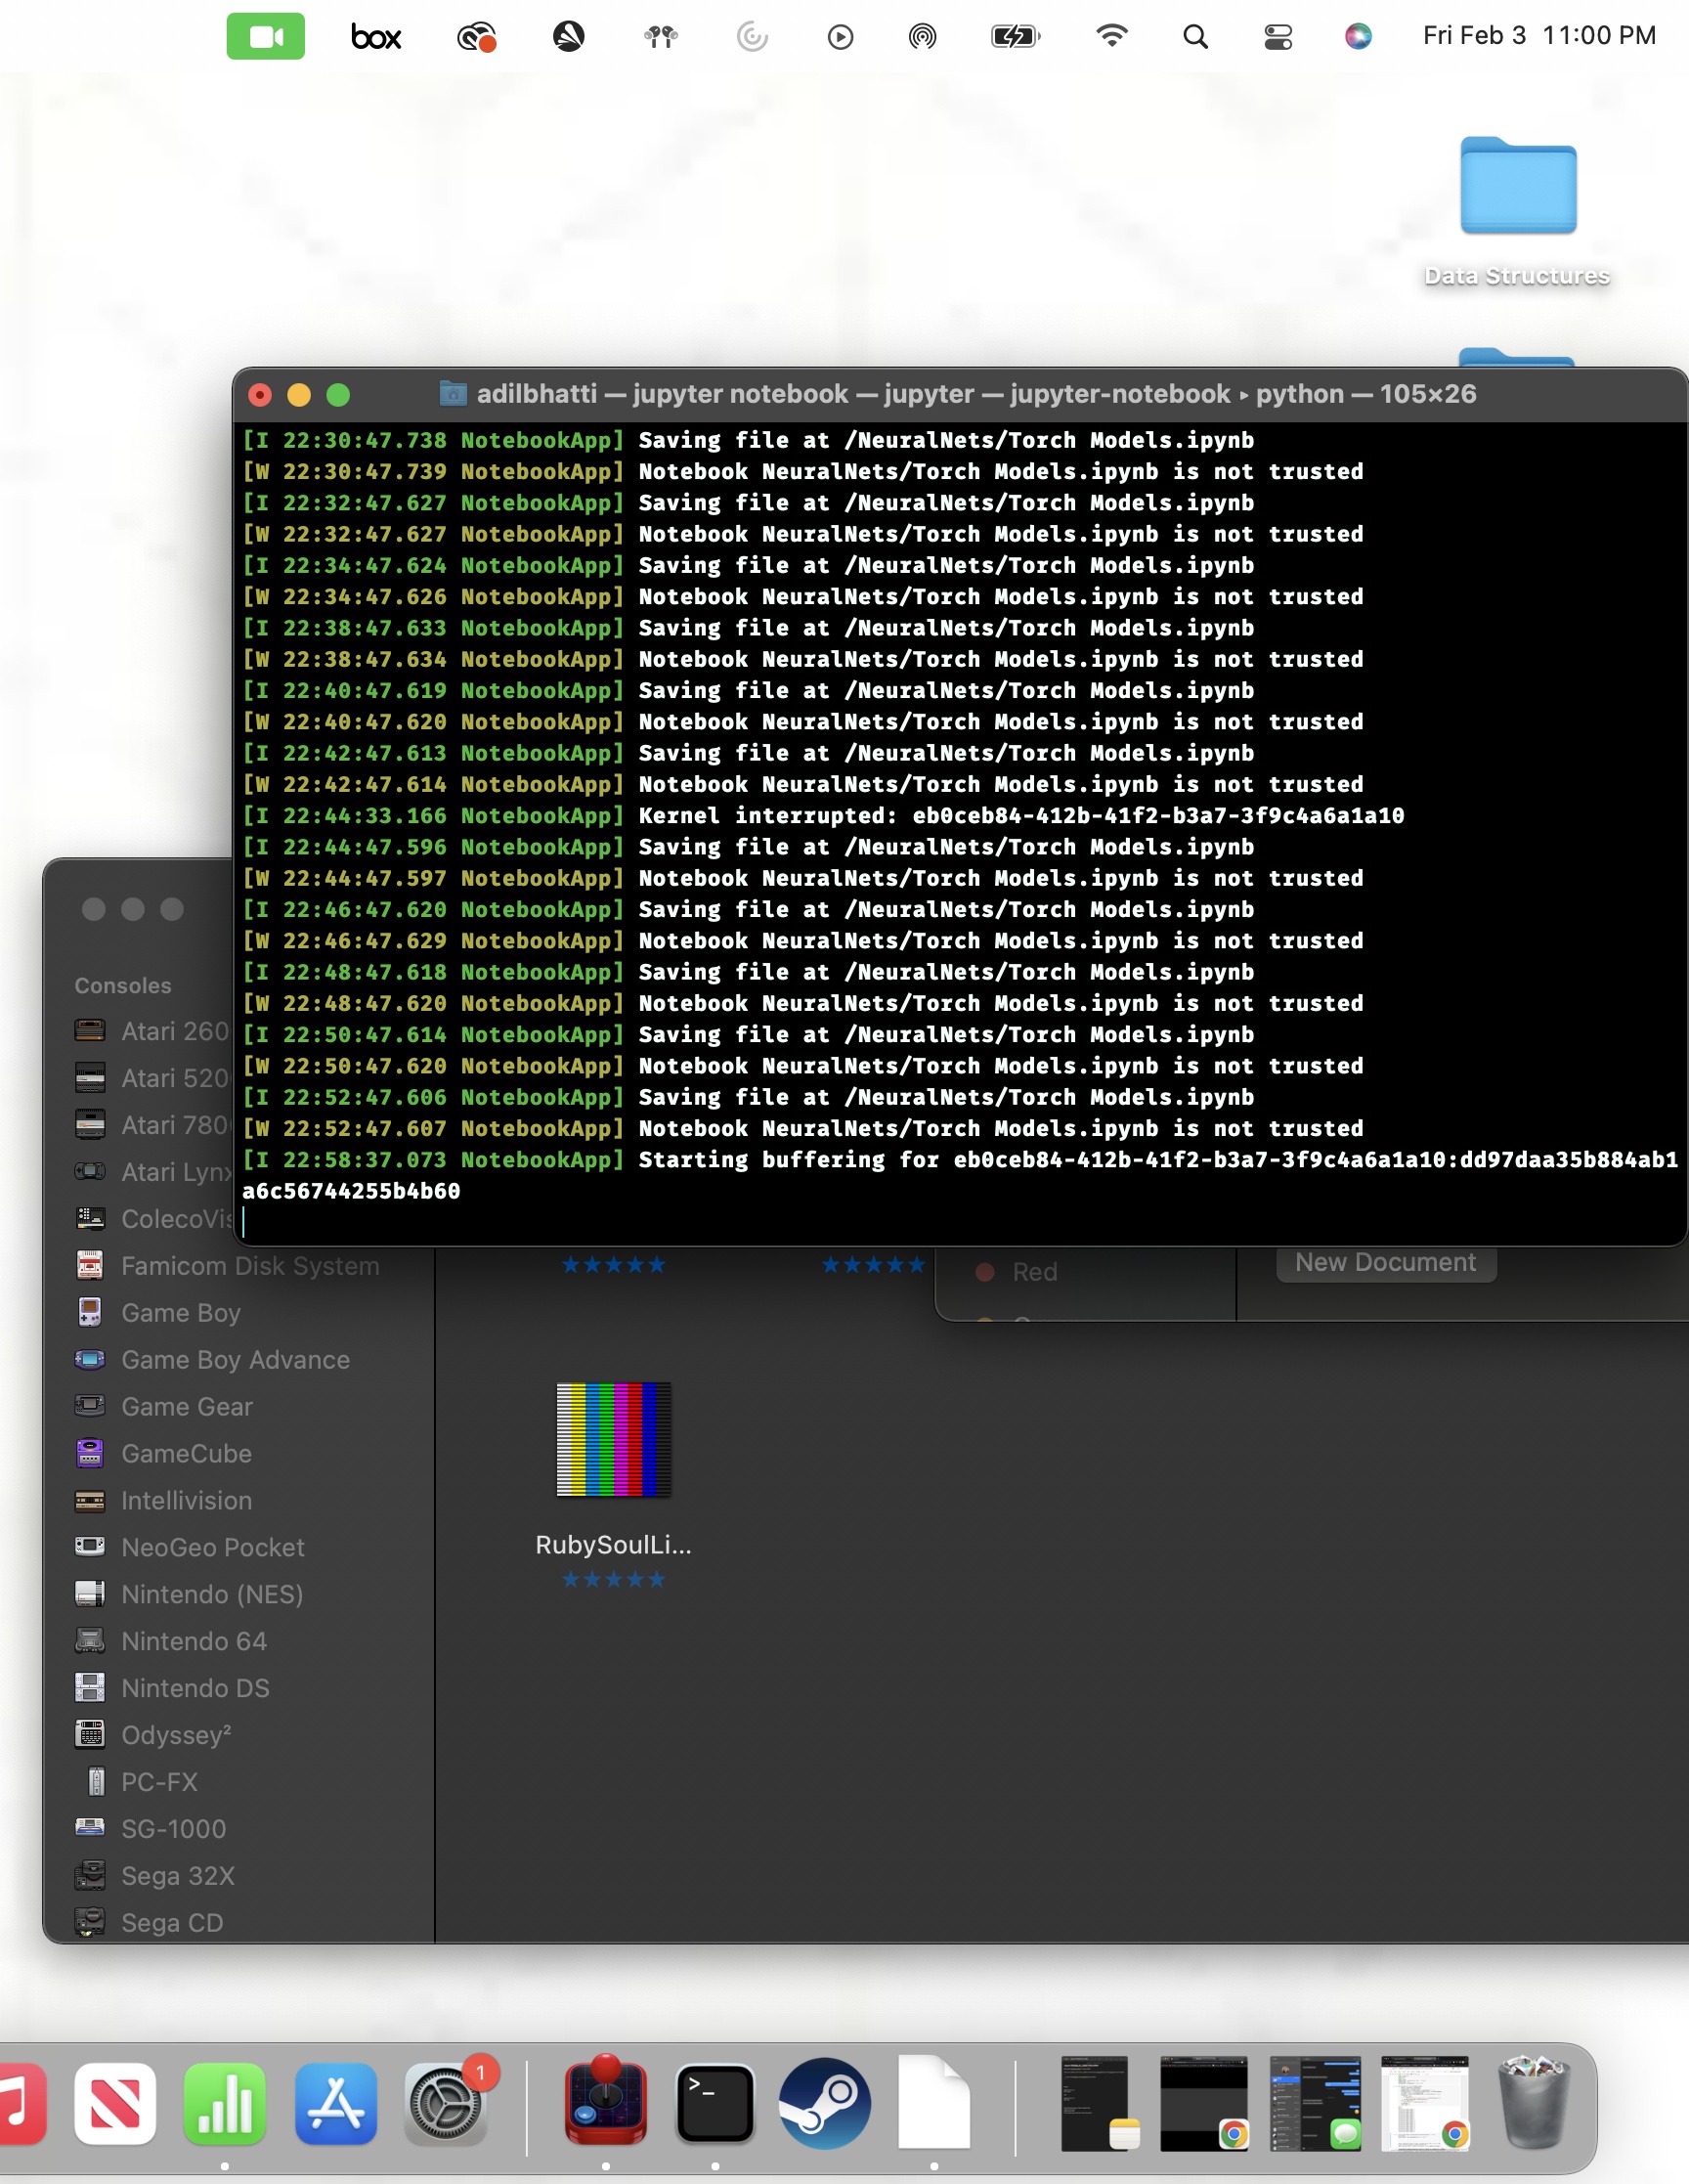 box
Fri Feb 3 11:00 PM
Data Structures
adilbhatti — jupyter notebook — jupyter — jupyter-notebook ▸ python — 105×26
[I 22:30:47.738 NotebookApp] Saving file at /NeuralNets/Torch Models.ipynb
[W 22:30:47.739 NotebookApp] Notebook NeuralNets/Torch Models.ipynb is not trusted
[I 22:32:47.627 NotebookApp] Saving file at /NeuralNets/Torch Models.ipynb
[W 22:32:47.627 NotebookApp] Notebook NeuralNets/Torch Models.ipynb is not trusted
[I 22:34:47.624 NotebookApp] Saving file at /NeuralNets/Torch Models.ipynb
[W 22:34:47.626 NotebookApp] Notebook NeuralNets/Torch Models.ipynb is not trusted
[I 22:38:47.633 NotebookApp] Saving file at /NeuralNets/Torch Models.ipynb
[W 22:38:47.634 NotebookApp] Notebook NeuralNets/Torch Models.ipynb is not trusted
[I 22:40:47.619 NotebookApp] Saving file at /NeuralNets/Torch Models.ipynb
[W 22:40:47.620 NotebookApp] Notebook NeuralNets/Torch Models.ipynb is not trusted
[I 22:42:47.613 NotebookApp] Saving file at /NeuralNets/Torch Models.ipynb
[W 22:42:47.614 NotebookApp] Notebook NeuralNets/Torch Models.ipynb is not trusted
[I 22:44:33.166 NotebookApp] Kernel interrupted: eb0ceb84-412b-41f2-b3a7-3f9c4a6a1a10
[I 22:44:47.596 NotebookApp] Saving file at /NeuralNets/Torch Models.ipynb
[W 22:44:47.597 NotebookApp] Notebook NeuralNets/Torch Models.ipynb is not trusted
[I 22:46:47.620 NotebookApp] Saving file at /NeuralNets/Torch Models.ipynb
[W 22:46:47.629 NotebookApp] Notebook NeuralNets/Torch Models.ipynb is not trusted
[I 22:48:47.618 NotebookApp] Saving file at /NeuralNets/Torch Models.ipynb
[W 22:48:47.620 NotebookApp] Notebook NeuralNets/Torch Models.ipynb is not trusted
[I 22:50:47.614 NotebookApp] Saving file at /NeuralNets/Torch Models.ipynb
[W 22:50:47.620 NotebookApp] Notebook NeuralNets/Torch Models.ipynb is not trusted
[I 22:52:47.606 NotebookApp] Saving file at /NeuralNets/Torch Models.ipynb
[W 22:52:47.607 NotebookApp] Notebook NeuralNets/Torch Models.ipynb is not trusted
[I 22:58:37.073 NotebookApp] Starting buffering for eb0ceb84-412b-41f2-b3a7-3f9c4a6a1a10:dd97daa35b884ab1
a6c56744255b4b60
Consoles
Atari 260
Atari 520
Atari 780
Atari Lynx
ColecoVis
Famicom Disk System
Game Boy
Game Boy Advance
Game Gear
GameCube
Intellivision
NeoGeo Pocket
Nintendo (NES)
Nintendo 64
Nintendo DS
Odyssey²
PC-FX
SG-1000
Sega 32X
Sega CD
★★★★★
★★★★★
Red
New Document
RubySoulLi...
★★★★★
1
>_